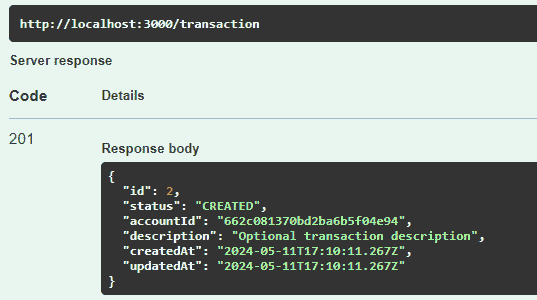 http://localhost:3000/transaction
Server response
Code Details
201
Response body
{
  "id": 2,
  "status": "CREATED",
  "accountId": "662c081370bd2ba6b5f04e94",
  "description": "Optional transaction description",
  "createdAt": "2024-05-11T17:10:11.267Z",
  "updatedAt": "2024-05-11T17:10:11.267Z"
}